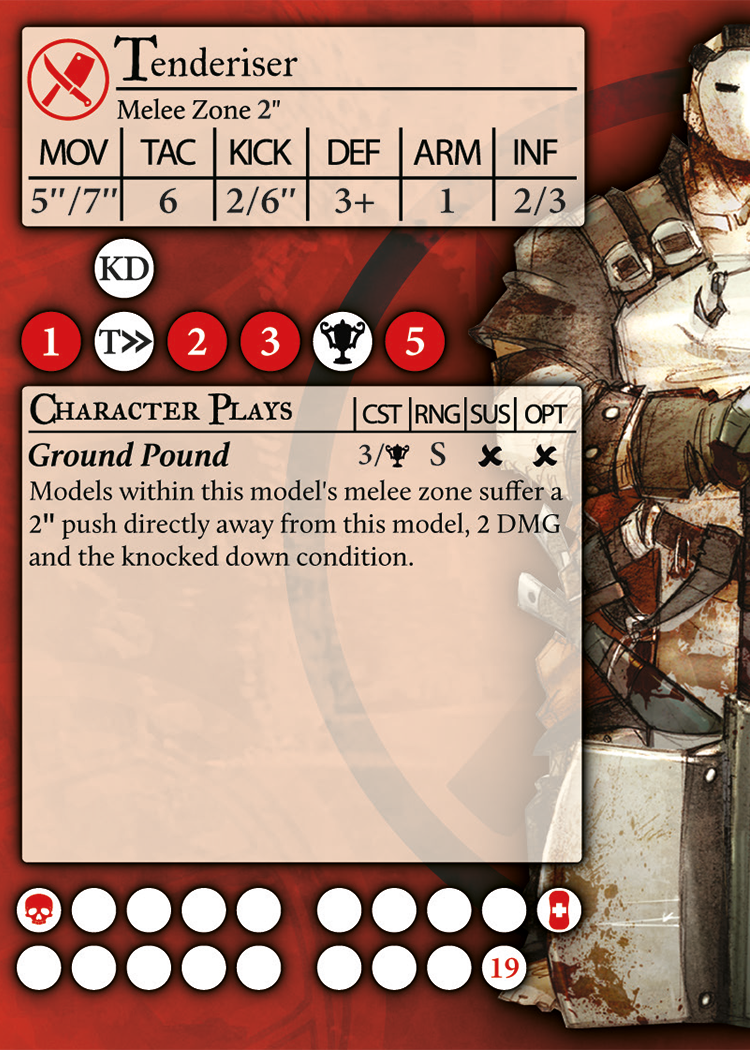 Tenderiser
Melee Zone 2"
MOV TAC KICK DEF ARM INF
5"/7" 6 2/6" 3+ 1 2/3
KD
1 T>> 2 3 5
Character Plays CST RNG SUS OPT
Ground Pound 3/ S ✖ ✖
Models within this model's melee zone suffer a
2" push directly away from this model, 2 DMG
and the knocked down condition.
19